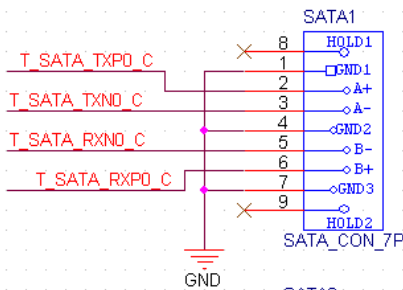 SATA1
8 HOLD1
1 GND1
T_SATA_TXP0_C 2 A+
T_SATA_TXN0_C 3 A-
4 GND2
T_SATA_RXN0_C 5 B-
T_SATA_RXP0_C 6 B+
7 GND3
9 HOLD2
SATA_CON_7P
GND